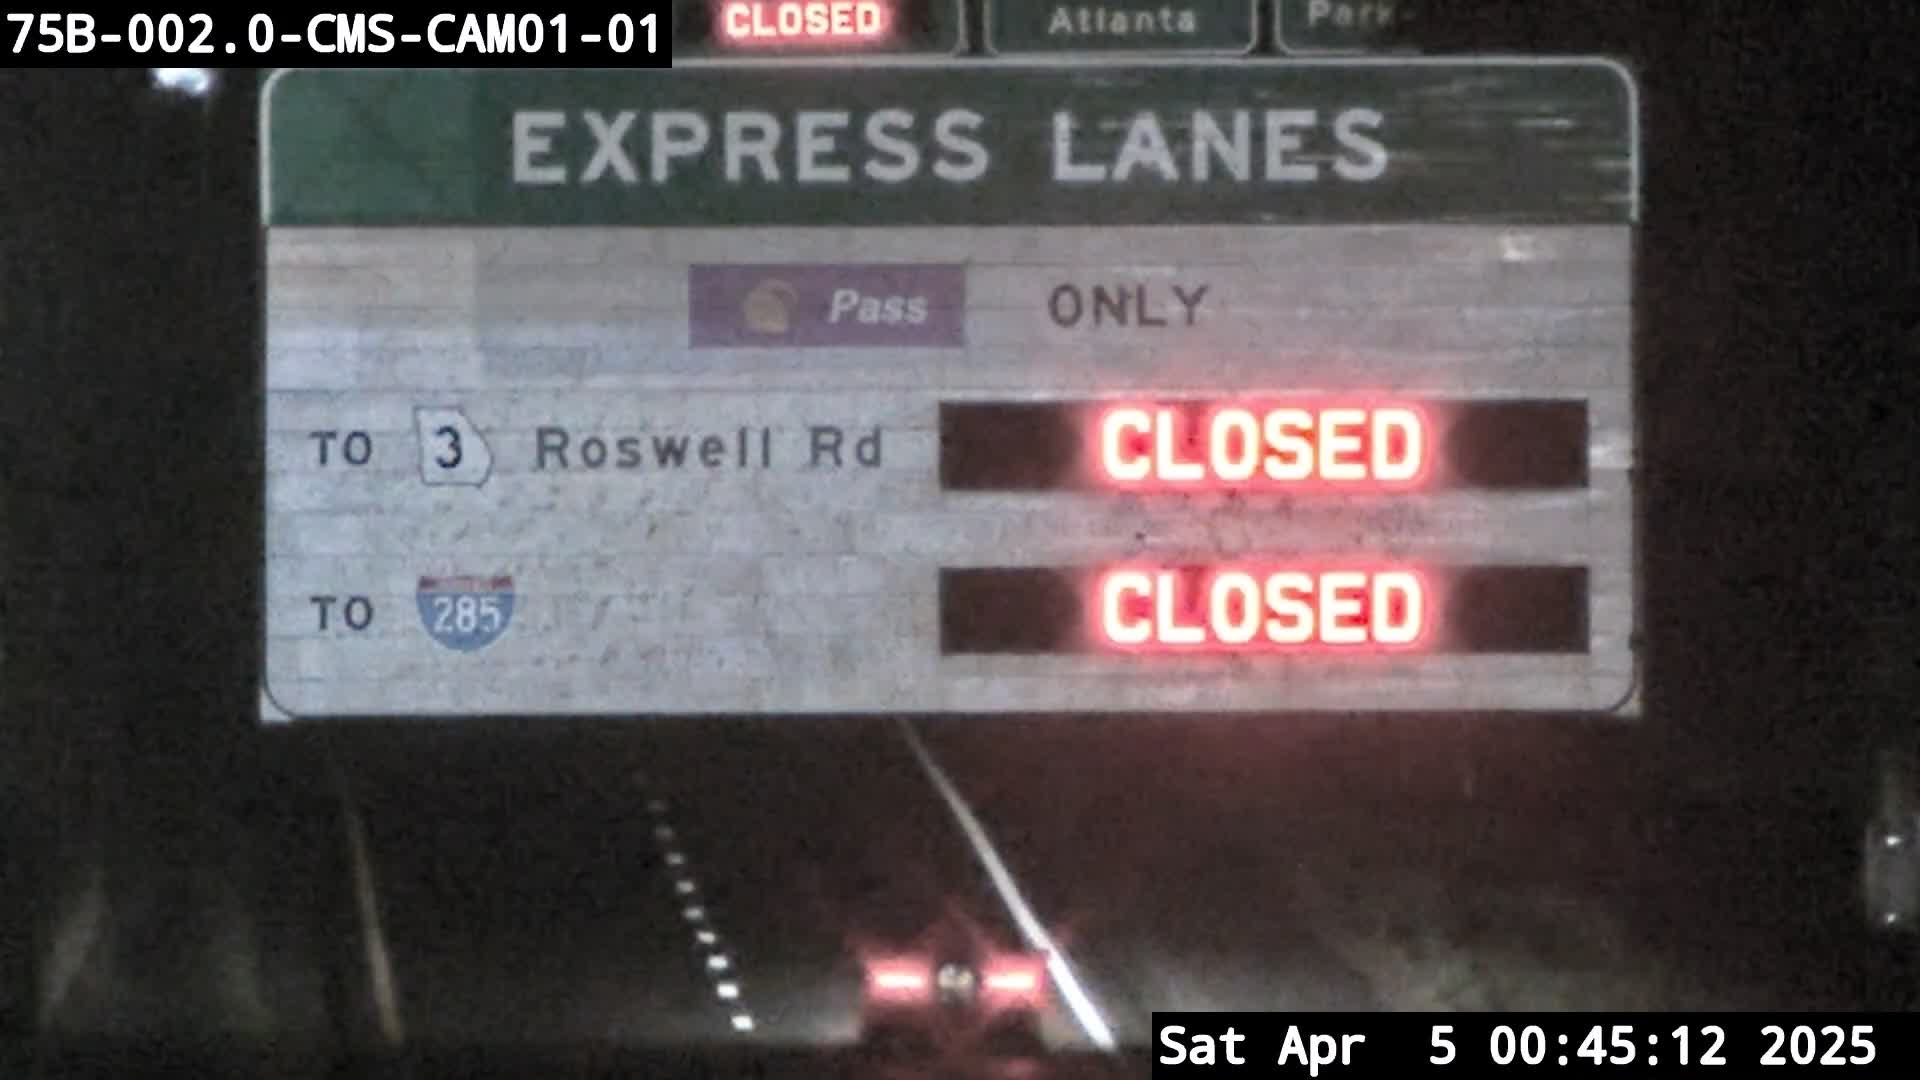 75B-002.0-CMS-CAM01-01
CLOSED
Atlanta
Park
EXPRESS LANES
Pass ONLY
TO 3 Roswell Rd CLOSED
TO 285 CLOSED
Sat Apr 5 00:45:12 2025